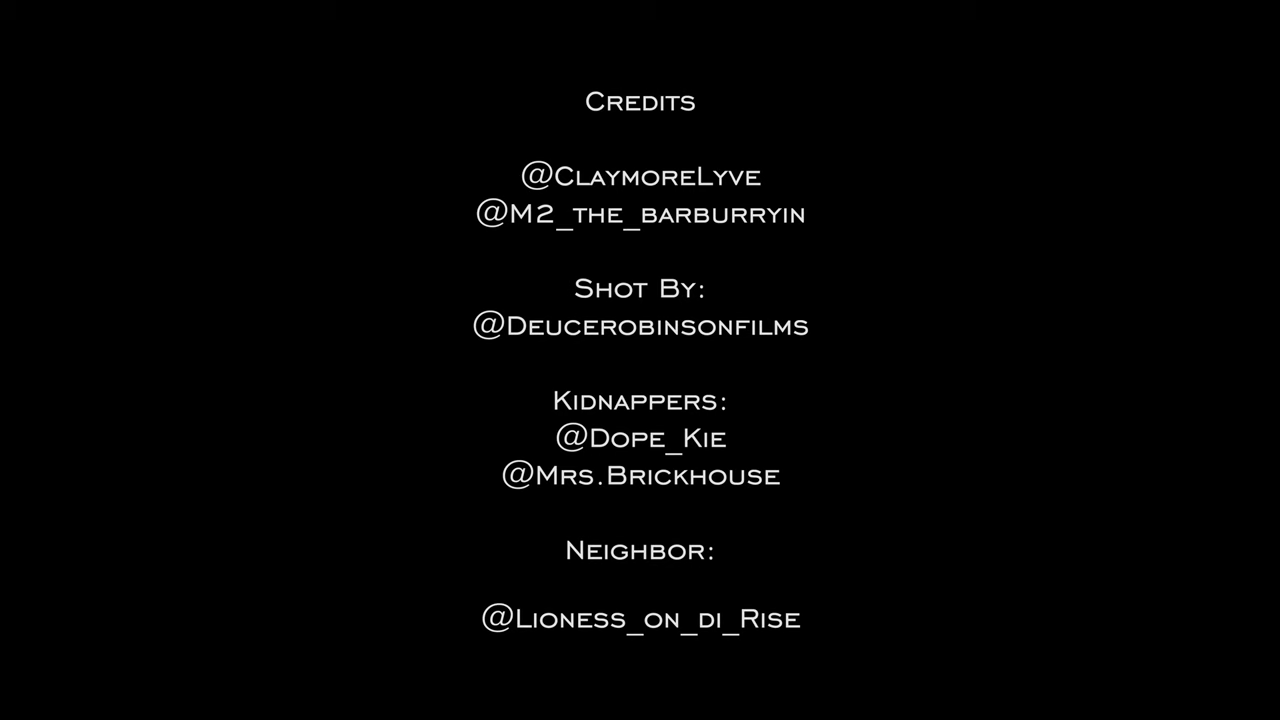 Credits
@ClaymoreLyve
@M2_the_barburryin
Shot By:
@Deucerobinsonfilms
Kidnappers:
@Dope_Kie
@Mrs.Brickhouse
Neighbor:
@Lioness_on_di_Rise